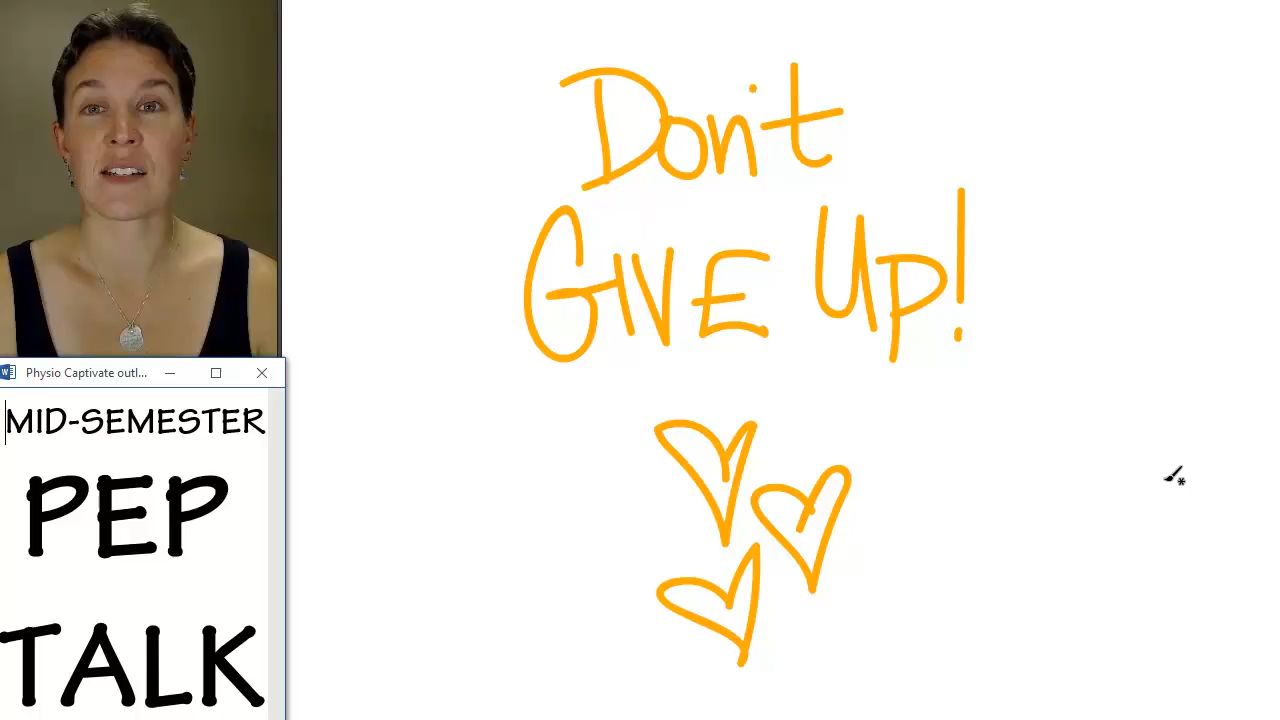 Don't
GIVE UP!
Physio Captivate outl...
MID-SEMESTER
PEP
TALK